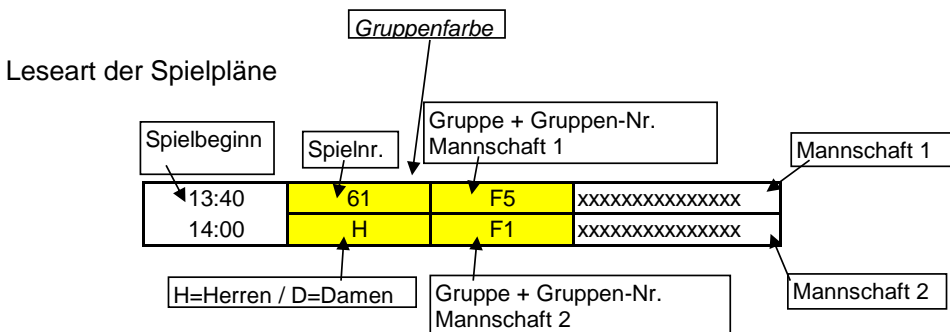 Gruppenfarbe
Leseart der Spielpläne
Spielbeginn
Spielnr.
Gruppe + Gruppen-Nr.
Mannschaft 1
Mannschaft 1
13:40 61 F5 xxxxxxxxxxxxxxx
14:00 H F1 xxxxxxxxxxxxxxx
H=Herren / D=Damen
Gruppe + Gruppen-Nr.
Mannschaft 2
Mannschaft 2